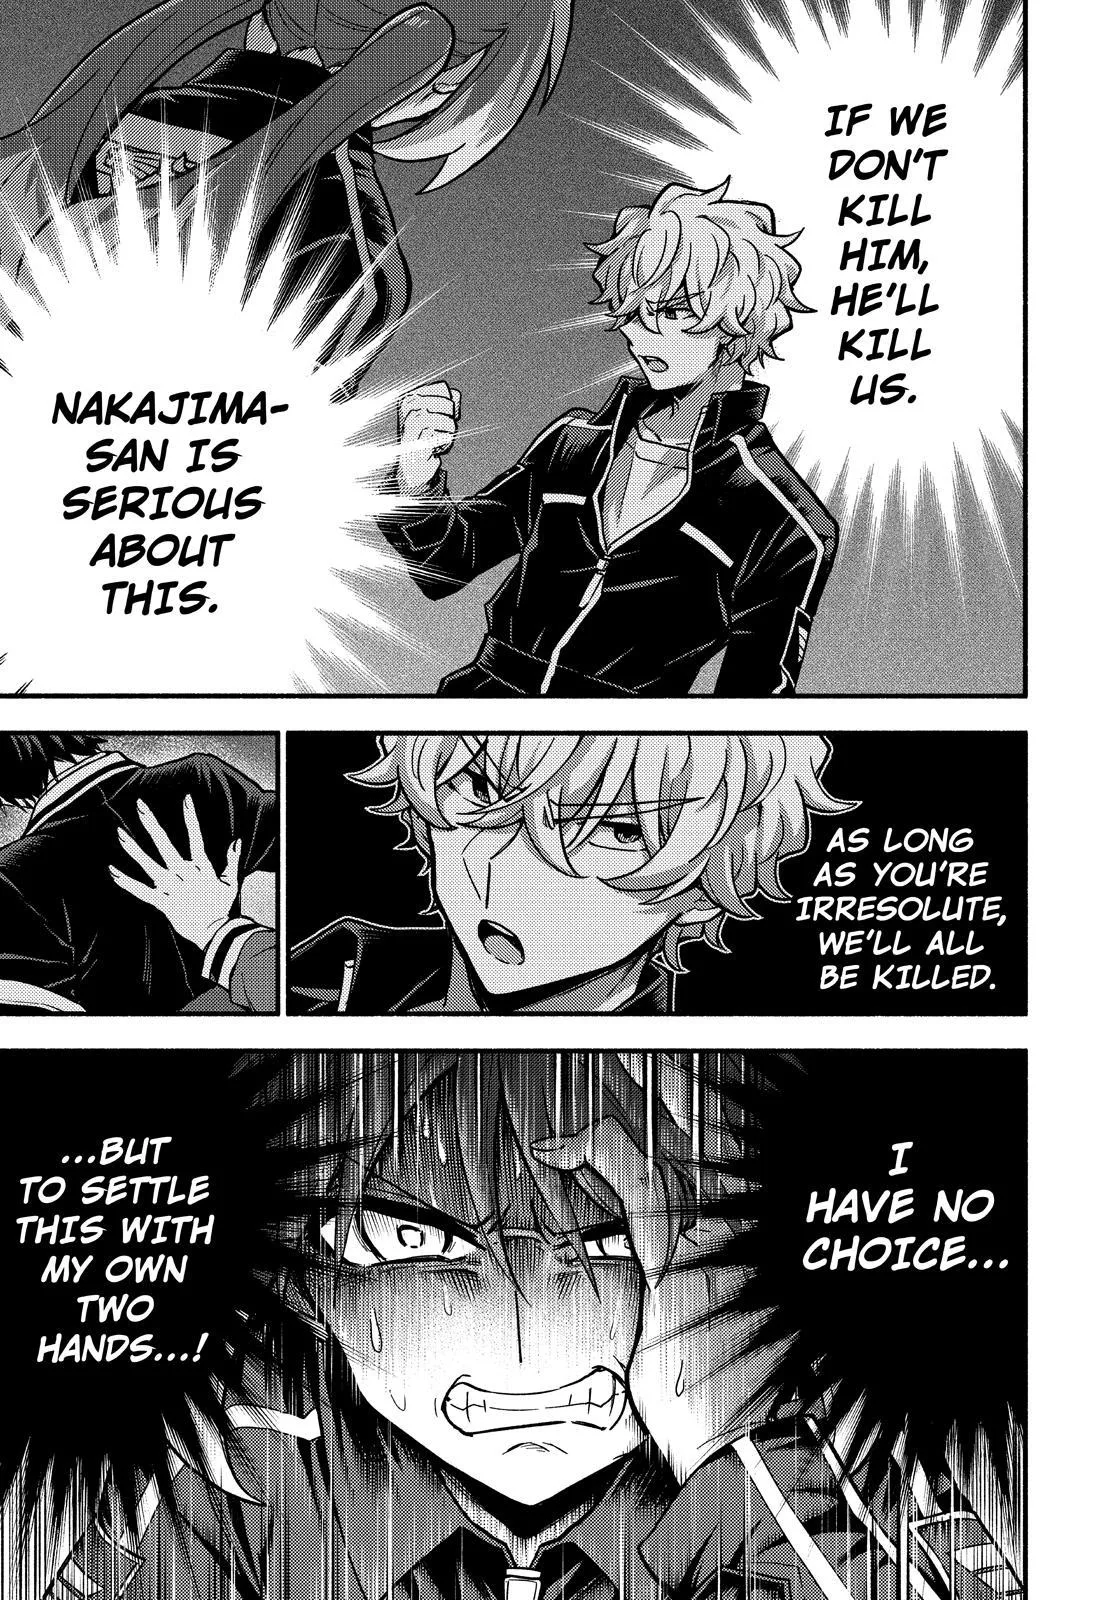 IF WE
DON'T
KILL
HIM,
HE'LL
KILL
US.
NAKAJIMA-
SAN IS
SERIOUS
ABOUT
THIS.
AS LONG
AS YOU'RE
IRRESOLUTE,
WE'LL ALL
BE KILLED.
I
HAVE NO
CHOICE...
...BUT
TO SETTLE
THIS WITH
MY OWN
TWO
HANDS...!